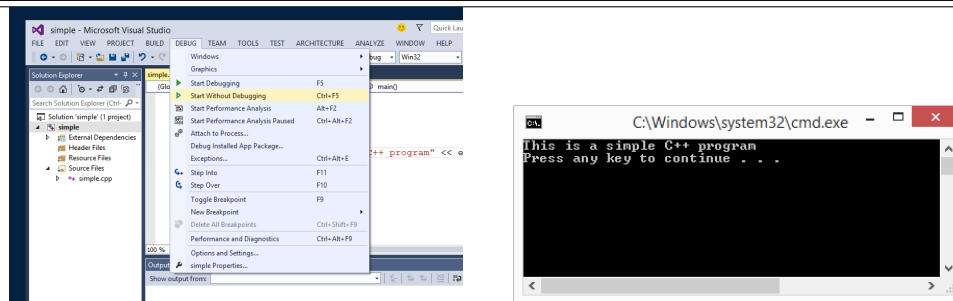 simple - Microsoft Visual Studio
Quick Lau
FILE EDIT VIEW PROJECT BUILD DEBUG TEAM TOOLS TEST ARCHITECTURE ANALYZE WINDOW HELP
Win32
Solution Explorer
simple.
Search Solution Explorer (Ctrl-
Solution 'simple' (1 project)
simple
External Dependencies
Header Files
Resource Files
Source Files
simple.cpp
Windows
Graphics
Start Debugging F5
Start Without Debugging Ctrl+F5
Start Performance Analysis Alt+F2
Start Performance Analysis Paused Ctrl+Alt+F2
Attach to Process...
Debug Installed App Package...
Exceptions... Ctrl+Alt+E
Step Into F11
Step Over F10
Toggle Breakpoint F9
New Breakpoint
Delete All Breakpoints Ctrl+Shift+F9
Performance and Diagnostics Ctrl+Alt+F9
Options and Settings...
simple Properties...
main()
C++ program" << e
100 %
Output
Show output from:
C:\Windows\system32\cmd.exe
This is a simple C++ program
Press any key to continue . . .